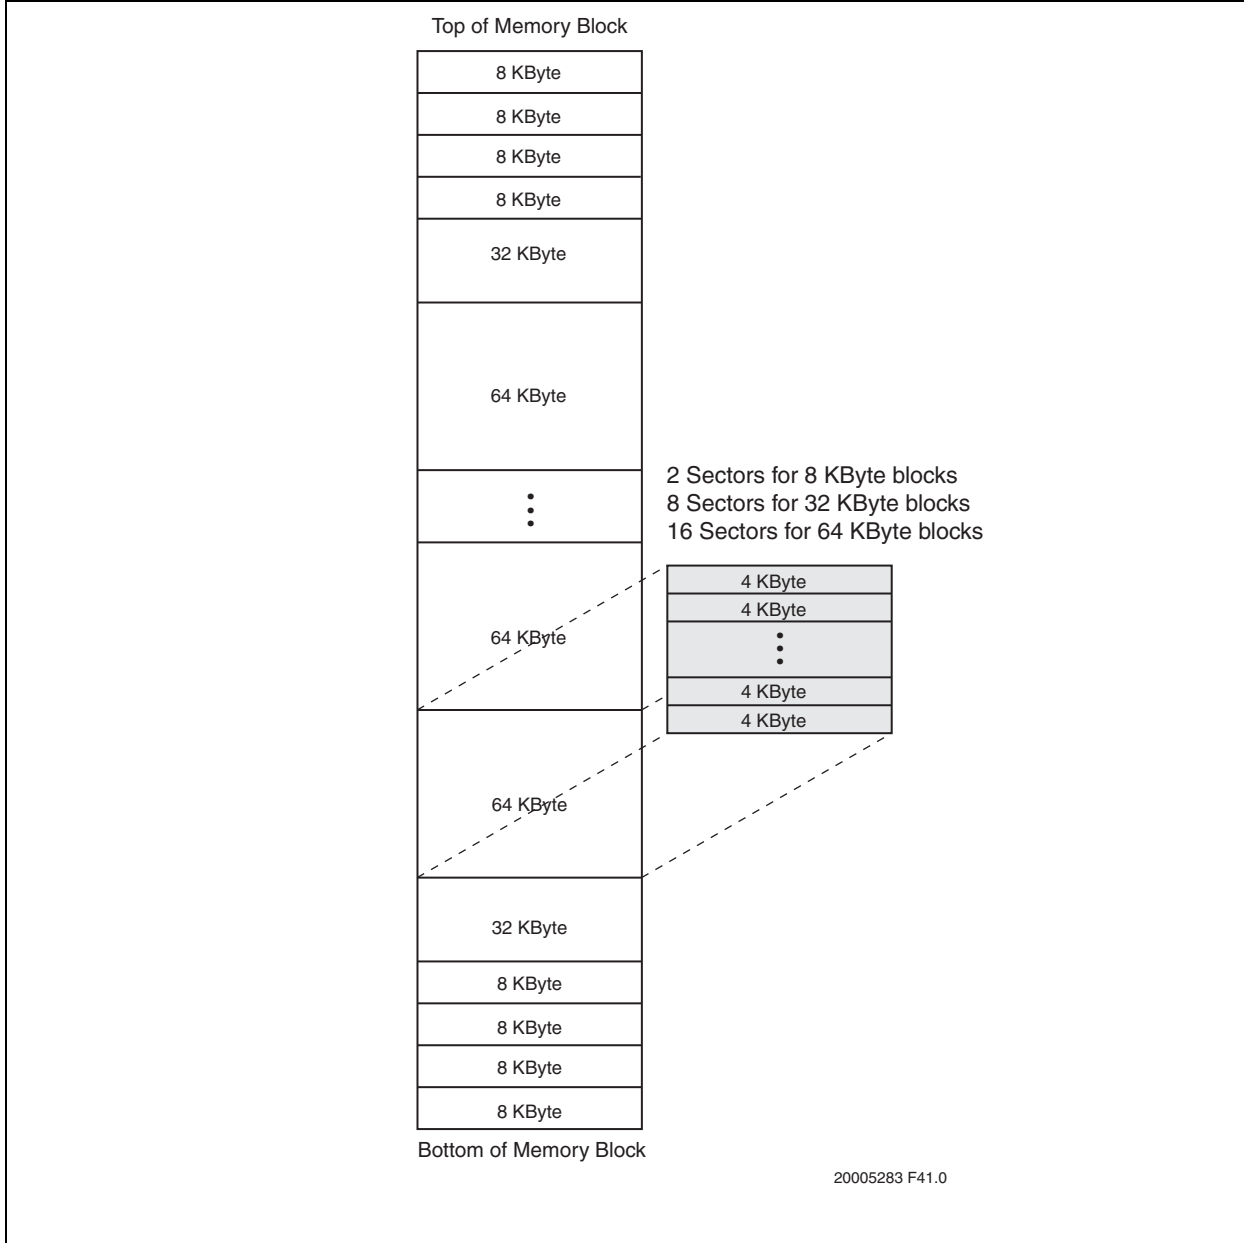 Top of Memory Block
8 KByte
8 KByte
8 KByte
8 KByte
32 KByte
64 KByte
2 Sectors for 8 KByte blocks
8 Sectors for 32 KByte blocks
16 Sectors for 64 KByte blocks
4 KByte
4 KByte
64 KByte
4 KByte
4 KByte
64 KByte
32 KByte
8 KByte
8 KByte
8 KByte
8 KByte
Bottom of Memory Block
20005283 F41.0